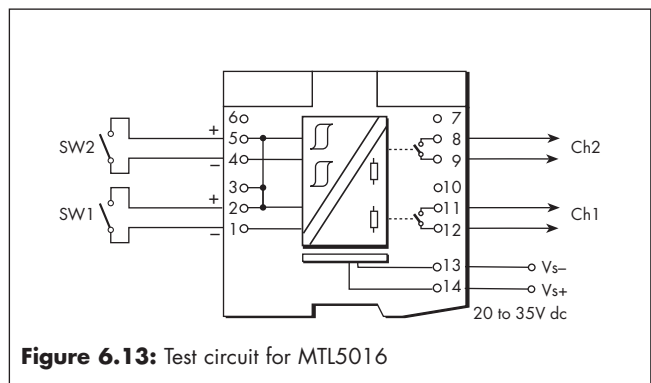 6 7
+ 5 8
SW2 Ch2
− 4 9
3 10
+ 2 11
SW1 Ch1
− 1 12
13 Vs–
14 Vs+
20 to 35V dc
Figure 6.13: Test circuit for MTL5016